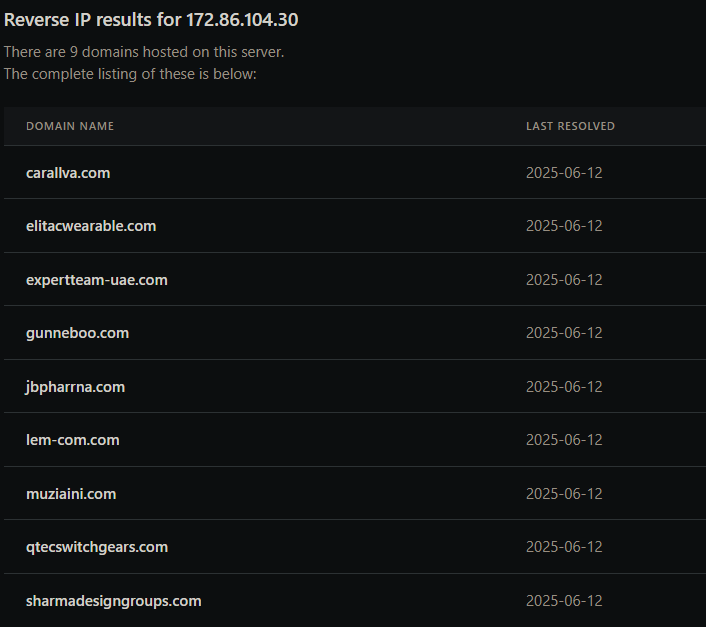 Reverse IP results for 172.86.104.30
There are 9 domains hosted on this server.
The complete listing of these is below:
DOMAIN NAME LAST RESOLVED
carallva.com 2025-06-12
elitacwearable.com 2025-06-12
expertteam-uae.com 2025-06-12
gunneboo.com 2025-06-12
jbpharrna.com 2025-06-12
lem-com.com 2025-06-12
muziaini.com 2025-06-12
qtecswitchgears.com 2025-06-12
sharmadesigngroups.com 2025-06-12